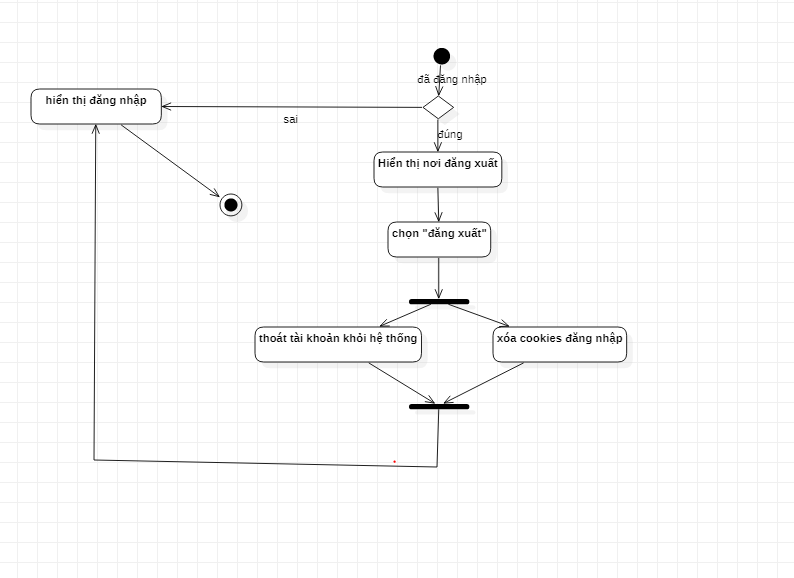 đã đăng nhập
hiển thị đăng nhập
sai
đúng
Hiển thị nơi đăng xuất
chọn "đăng xuất"
thoát tài khoản khỏi hệ thống
xóa cookies đăng nhập